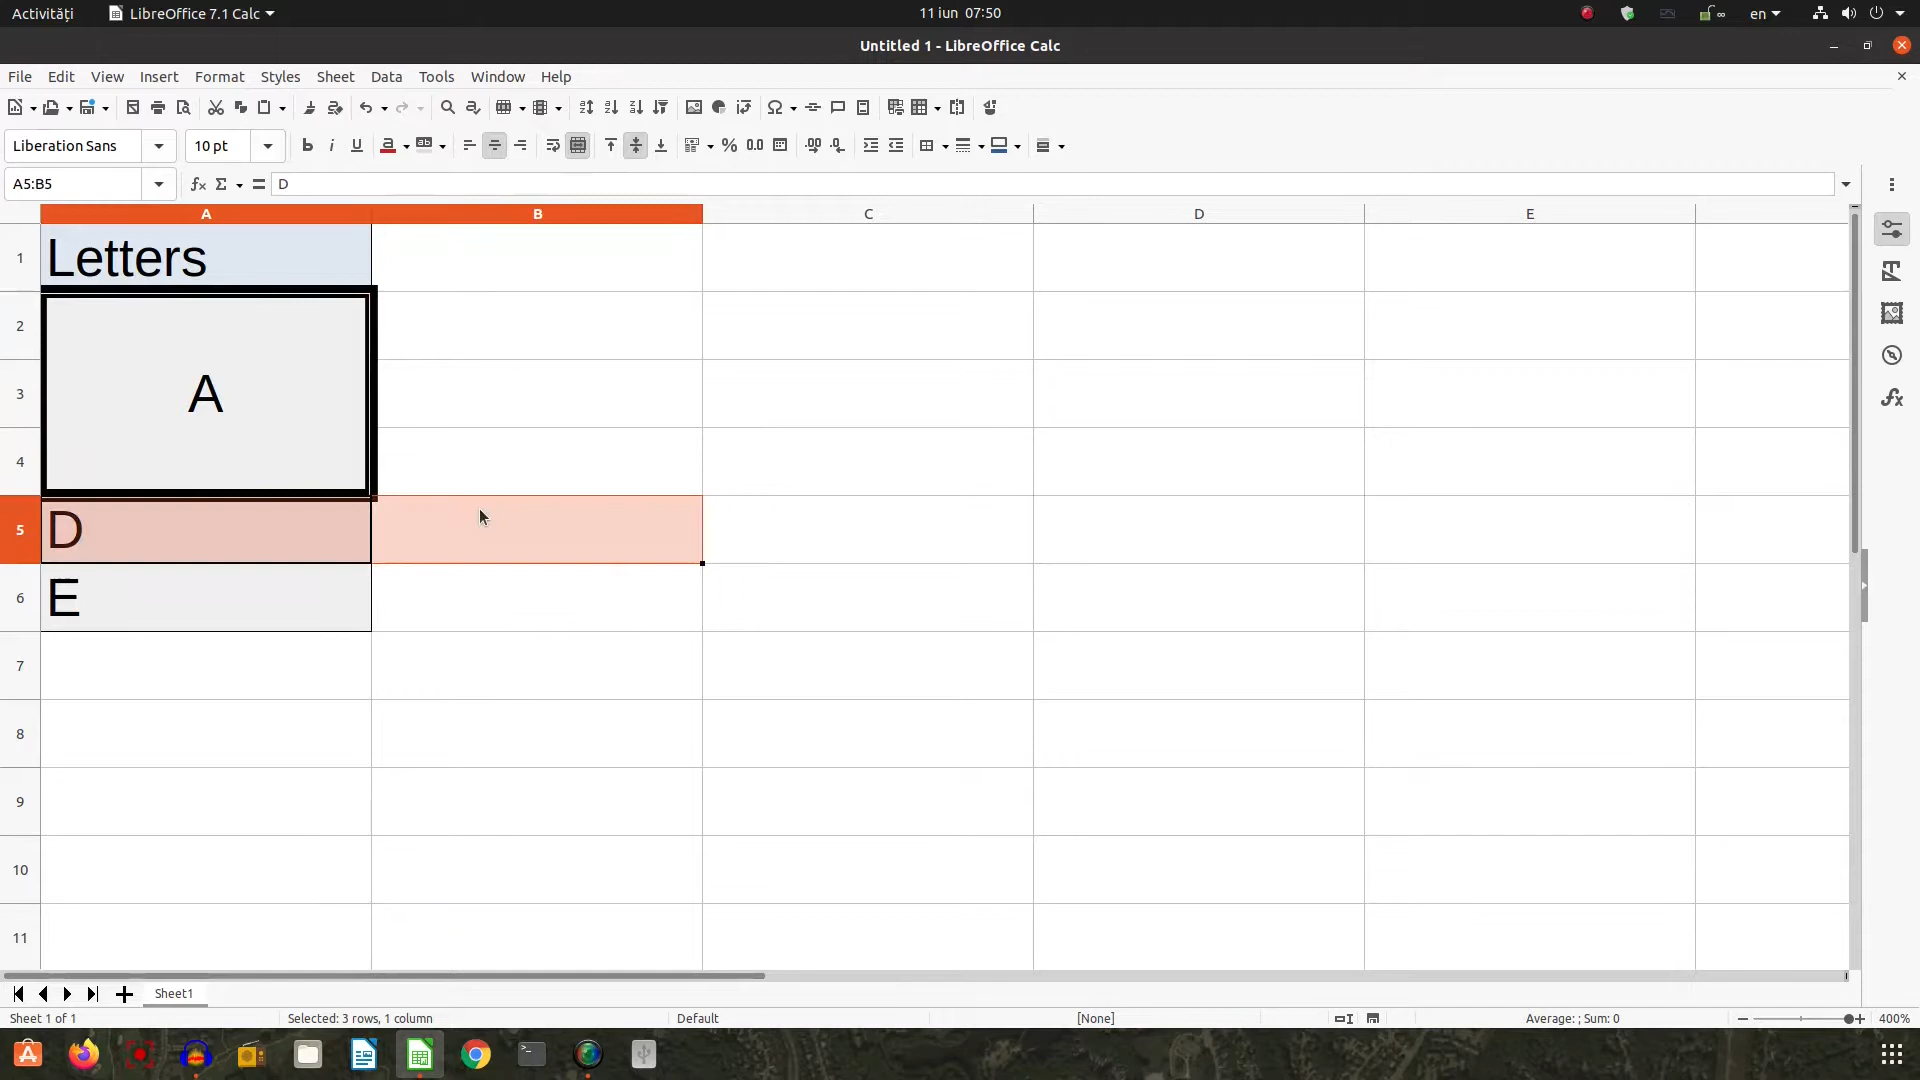 Activități LibreOffice 7.1 Calc 11 iun 07:50 en
Untitled 1 - LibreOffice Calc
File Edit View Insert Format Styles Sheet Data Tools Window Help
Liberation Sans 10 pt
A5:B5 D
A B C D E
1 Letters
2
3 A
4
5 D
6 E
7
8
9
10
11
Sheet1
Sheet 1 of 1 Selected: 3 rows, 1 column Default [None] Average: ; Sum: 0 400%